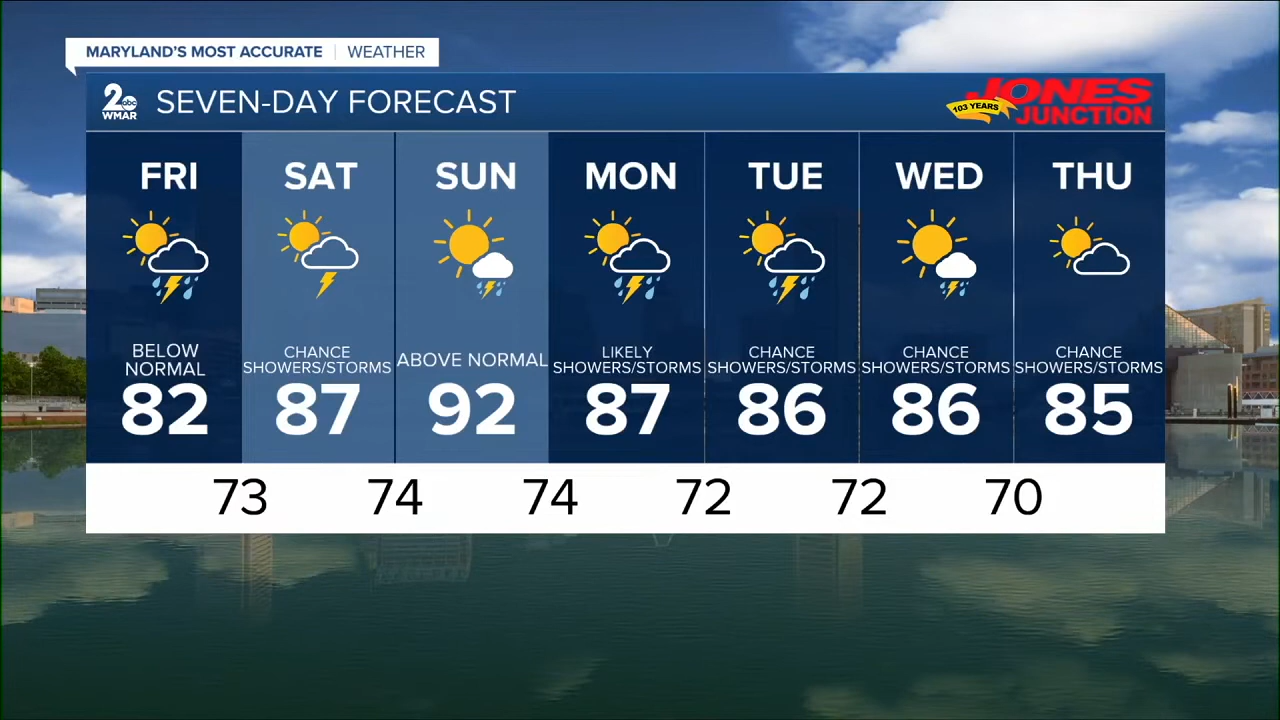 MARYLAND'S MOST ACCURATE | WEATHER
2 abc
WMAR
SEVEN-DAY FORECAST
103 YEARS
JONES
JUNCTION
FRI
SAT
SUN
MON
TUE
WED
THU
BELOW
NORMAL
CHANCE
SHOWERS/STORMS
ABOVE NORMAL
LIKELY
SHOWERS/STORMS
CHANCE
SHOWERS/STORMS
CHANCE
SHOWERS/STORMS
CHANCE
SHOWERS/STORMS
82
87
92
87
86
86
85
73
74
74
72
72
70